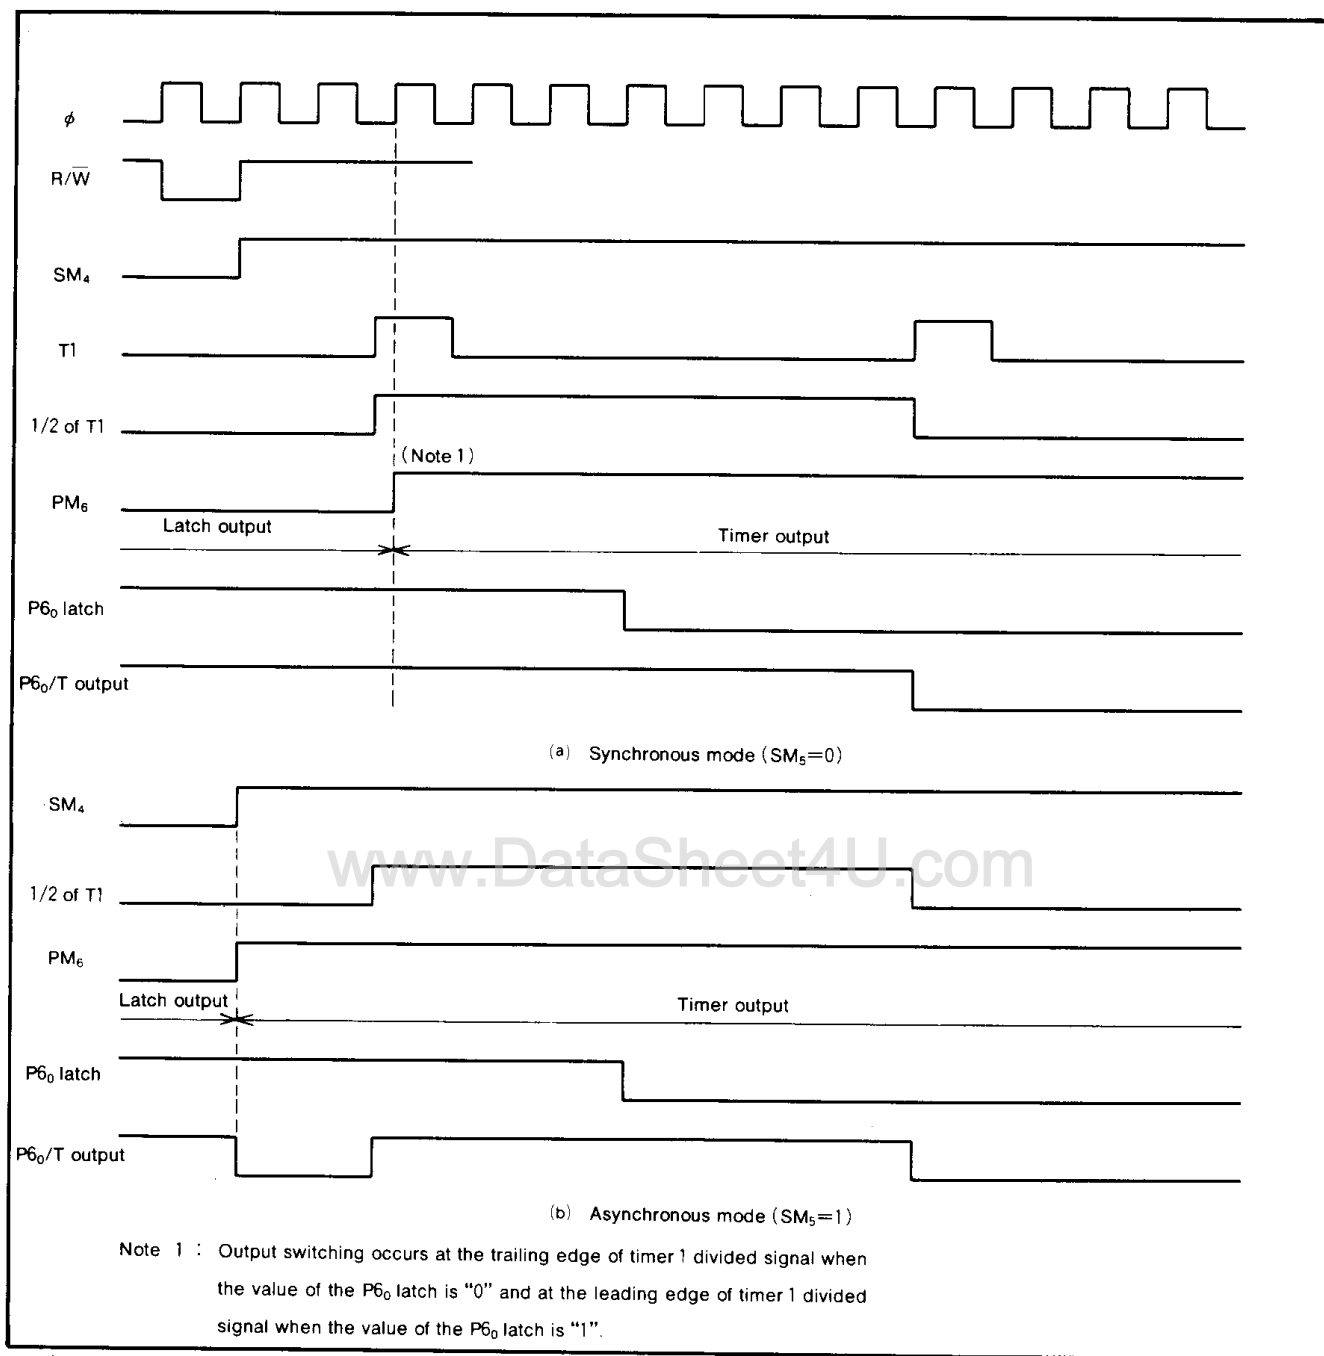 ϕ
R/W̅
SM₄
T1
1/2 of T1
(Note 1)
PM₆
Latch output
Timer output
P6₀ latch
P6₀/T output
(a) Synchronous mode (SM₅=0)
SM₄
www.DataSheet4U.com
1/2 of T1
PM₆
Latch output
Timer output
P6₀ latch
P6₀/T output
(b) Asynchronous mode (SM₅=1)
Note 1 : Output switching occurs at the trailing edge of timer 1 divided signal when
the value of the P6₀ latch is “0” and at the leading edge of timer 1 divided
signal when the value of the P6₀ latch is “1”.